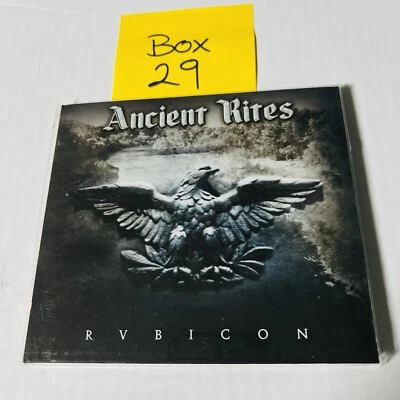 Box
29
Ancient Rites
RVBICON